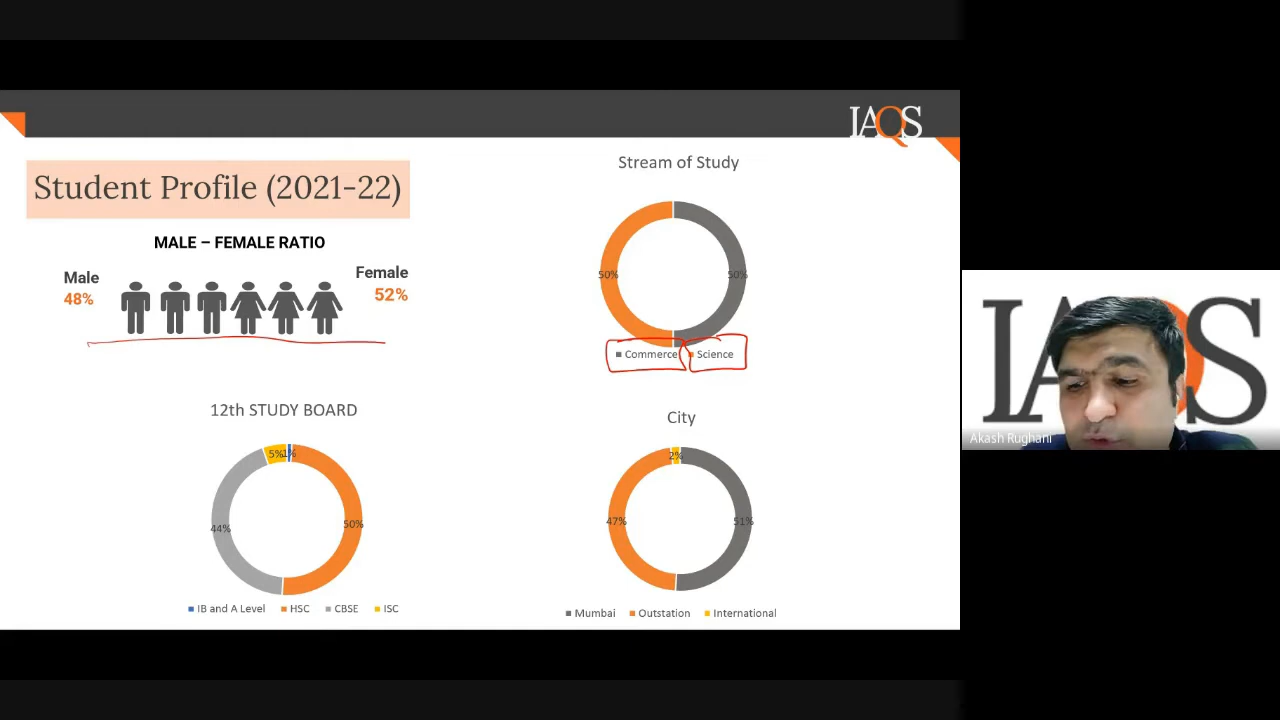 IAQS
Student Profile (2021-22)
MALE – FEMALE RATIO
Male
48%
Female
52%
Stream of Study
50%
50%
Commerce
Science
12th STUDY BOARD
5%
1%
44%
50%
IB and A Level
HSC
CBSE
ISC
City
2%
47%
51%
Mumbai
Outstation
International
IAQS
Akash Rughani